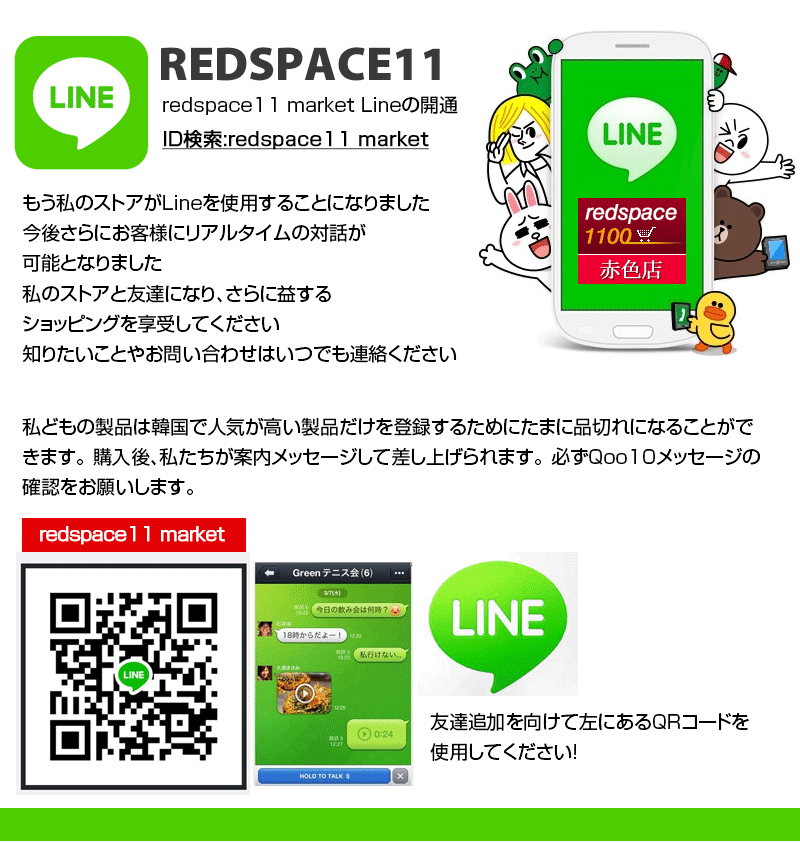 LINE
REDSPACE11
redspace11 market Lineの開通
ID検索:redspace11 market
もう私のストアがLineを使用することになりました
今後さらにお客様にリアルタイムの対話が
可能となりました
私のストアと友達になり、さらに益する
ショッピングを享受してください
知りたいことやお問い合わせはいつでも連絡ください
LINE
redspace
1100
赤色店
私どもの製品は韓国で人気が高い製品だけを登録するためにたまに品切れになることがで
きます。購入後、私たちが案内メッセージして差し上げられます。必ずQoo10メッセージの
確認をお願いします。
redspace11 market
LINE
Green テニス会 (6)
3/7(水)
今日の飲み会は何時？
18時からだよー！
私行けない...
12:25
0:24
12:27
HOLD TO TALK
LINE
友達追加を向けて左にあるQRコードを
使用してください!